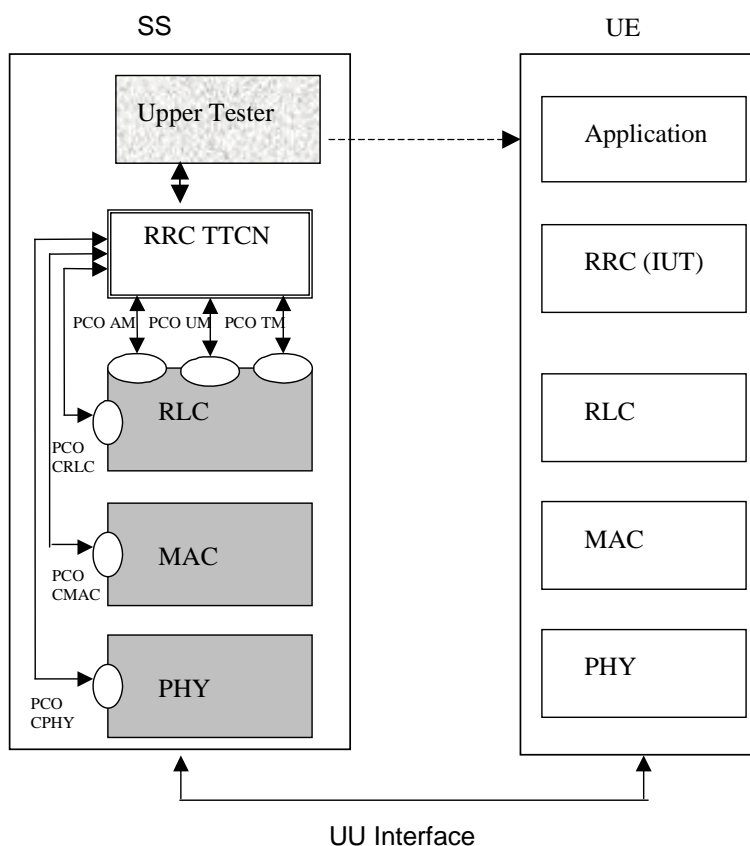 SS
UE
Upper Tester
Application
RRC TTCN
RRC (IUT)
PCO AM
PCO UM
PCO TM
RLC
RLC
PCO
CRLC
MAC
MAC
PCO
CMAC
PHY
PHY
PCO
CPHY
UU Interface